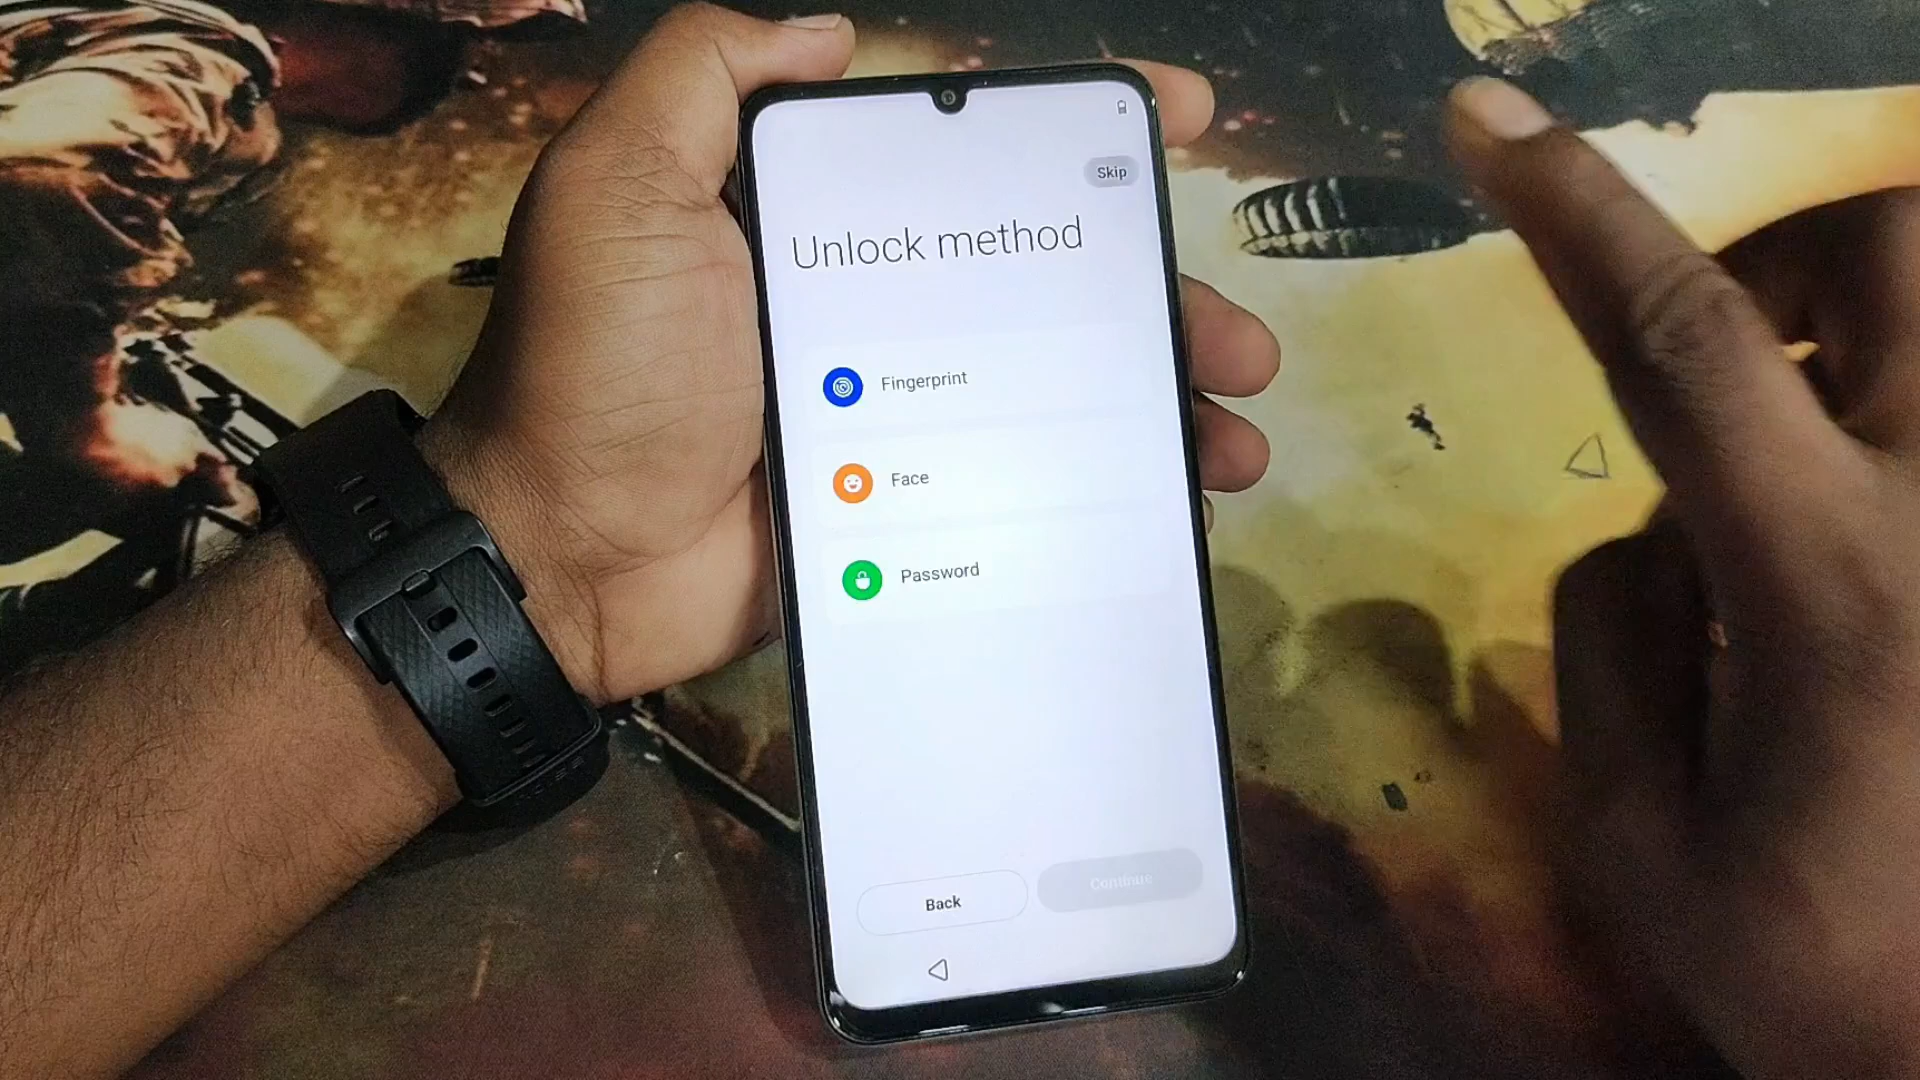 Skip
Unlock method
Fingerprint
Face
Password
Back
Continue